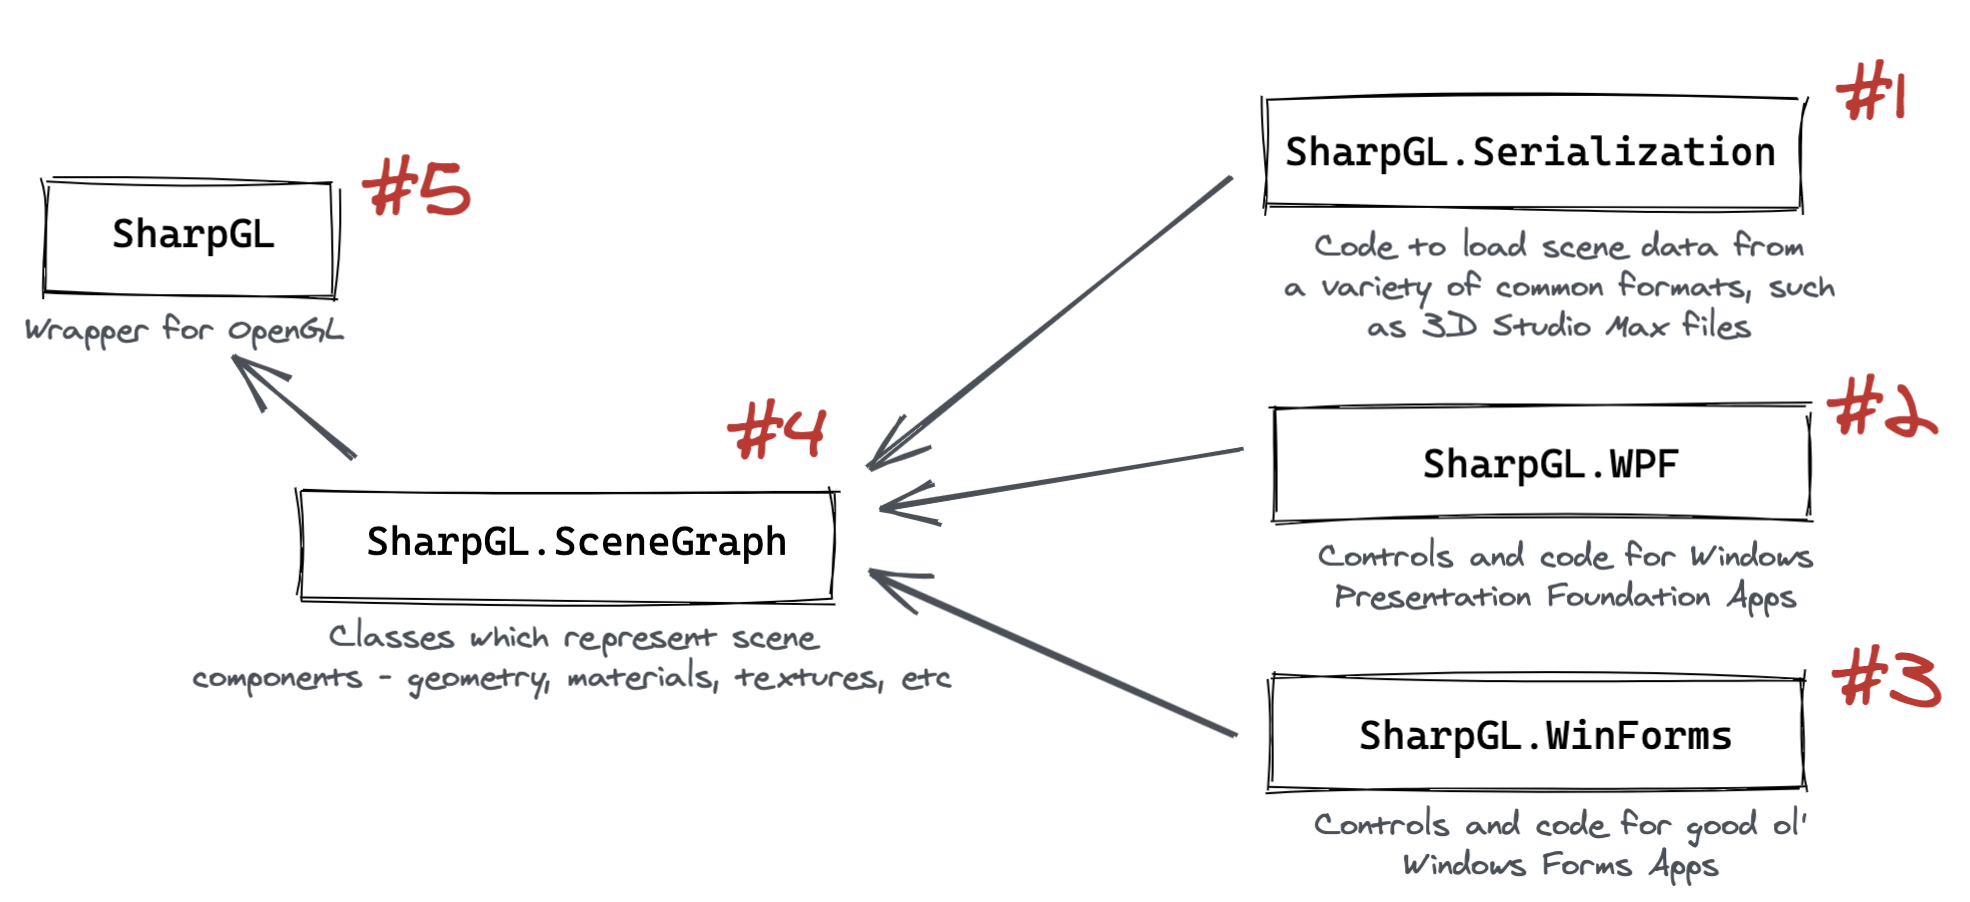 #1
SharpGL.Serialization
Code to load scene data from
a variety of common formats, such
as 3D Studio Max files
#5
SharpGL
Wrapper for OpenGL
#2
SharpGL.WPF
Controls and code for Windows
Presentation Foundation Apps
#4
SharpGL.SceneGraph
Classes which represent scene
components - geometry, materials, textures, etc
#3
SharpGL.WinForms
Controls and code for good ol'
Windows Forms Apps